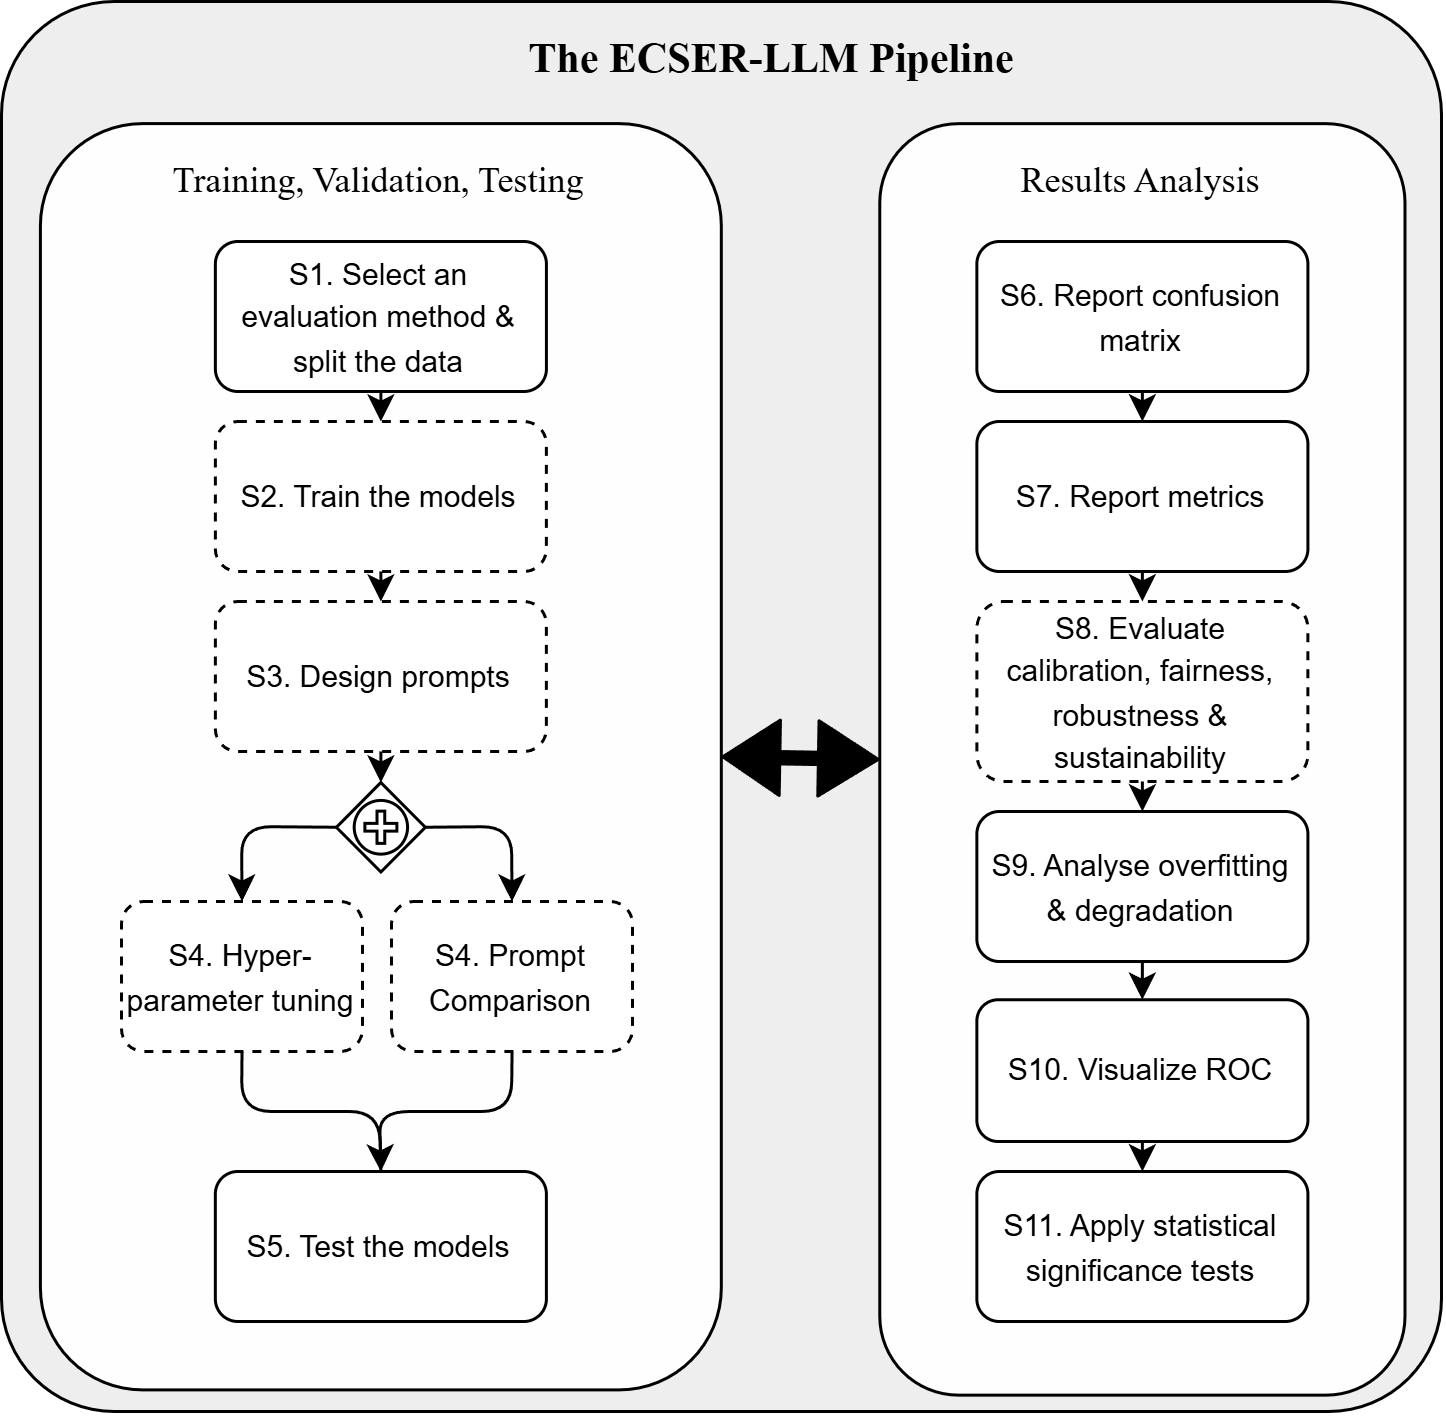 The ECSER-LLM Pipeline
Training, Validation, Testing
S1. Select an
evaluation method &
split the data
S2. Train the models
S3. Design prompts
S4. Hyper-
parameter tuning
S4. Prompt
Comparison
S5. Test the models
Results Analysis
S6. Report confusion
matrix
S7. Report metrics
S8. Evaluate
calibration, fairness,
robustness &
sustainability
S9. Analyse overfitting
& degradation
S10. Visualize ROC
S11. Apply statistical
significance tests